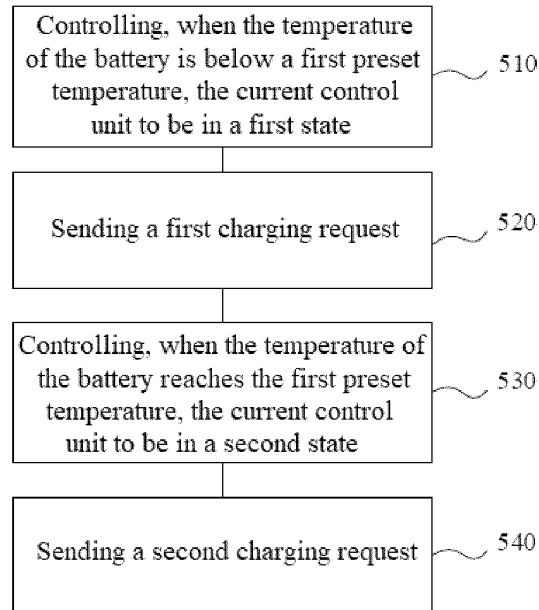 Controlling, when the temperature
of the battery is below a first preset
temperature, the current control
unit to be in a first state
510
Sending a first charging request
520
Controlling, when the temperature of
the battery reaches the first preset
temperature, the current control
unit to be in a second state
530
Sending a second charging request
540